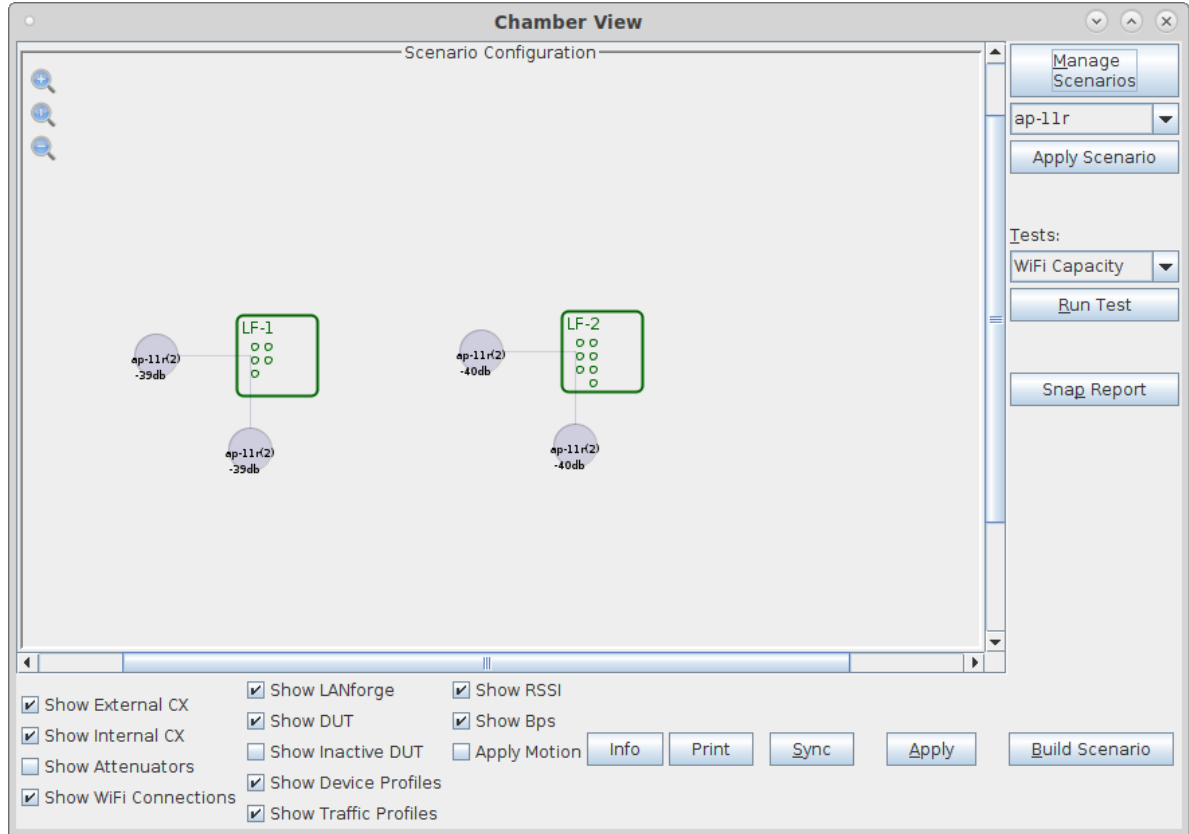 Chamber View
Scenario Configuration
Manage
Scenarios
ap-11r
Apply Scenario
Tests:
WiFi Capacity
Run Test
Snap Report
LF-1
ap-11r(2)
-39db
ap-11r(2)
-39db
LF-2
ap-11r(2)
-40db
ap-11r(2)
-40db
Show External CX
Show Internal CX
Show Attenuators
Show WiFi Connections
Show LANforge
Show DUT
Show Inactive DUT
Show Device Profiles
Show Traffic Profiles
Show RSSI
Show Bps
Apply Motion
Info
Print
Sync
Apply
Build Scenario